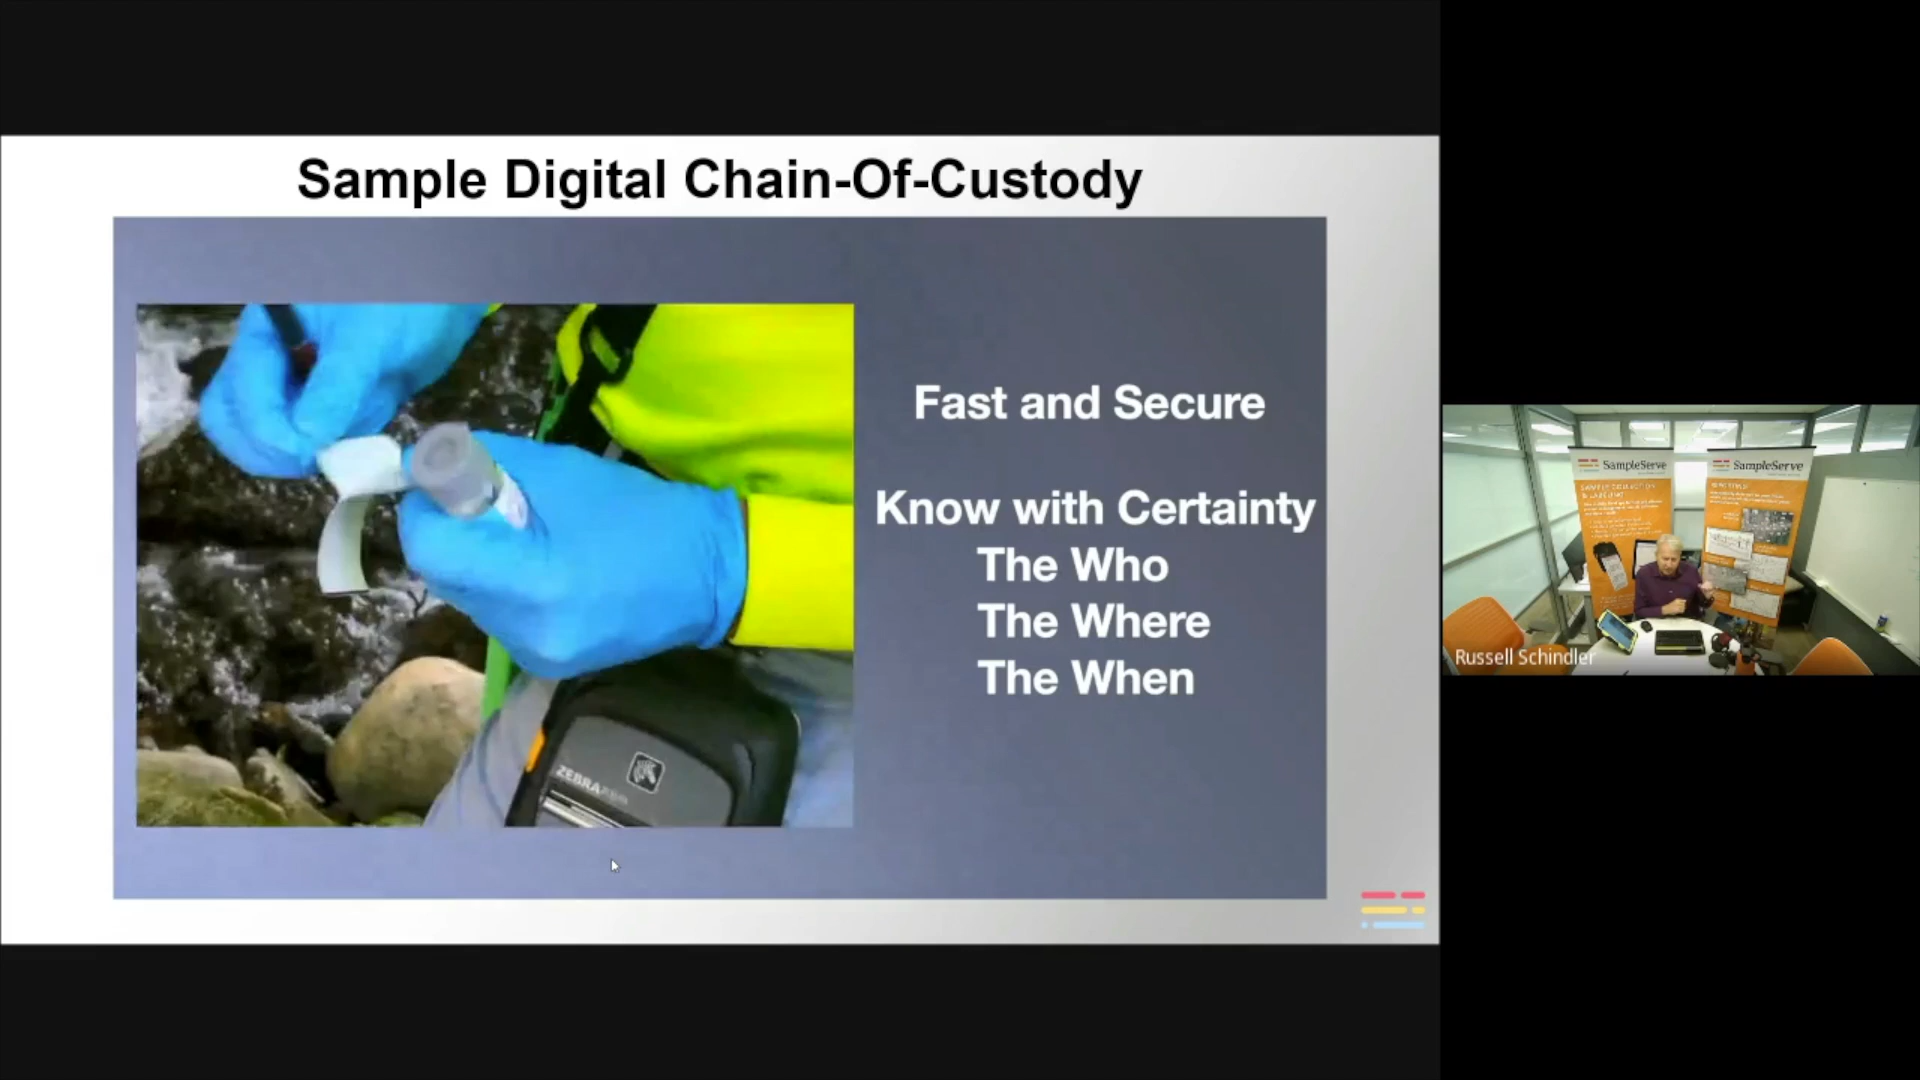 Sample Digital Chain-Of-Custody
Fast and Secure
Know with Certainty
The Who
The Where
The When
ZEBRA
SampleServe
SampleServe
Russell Schindler